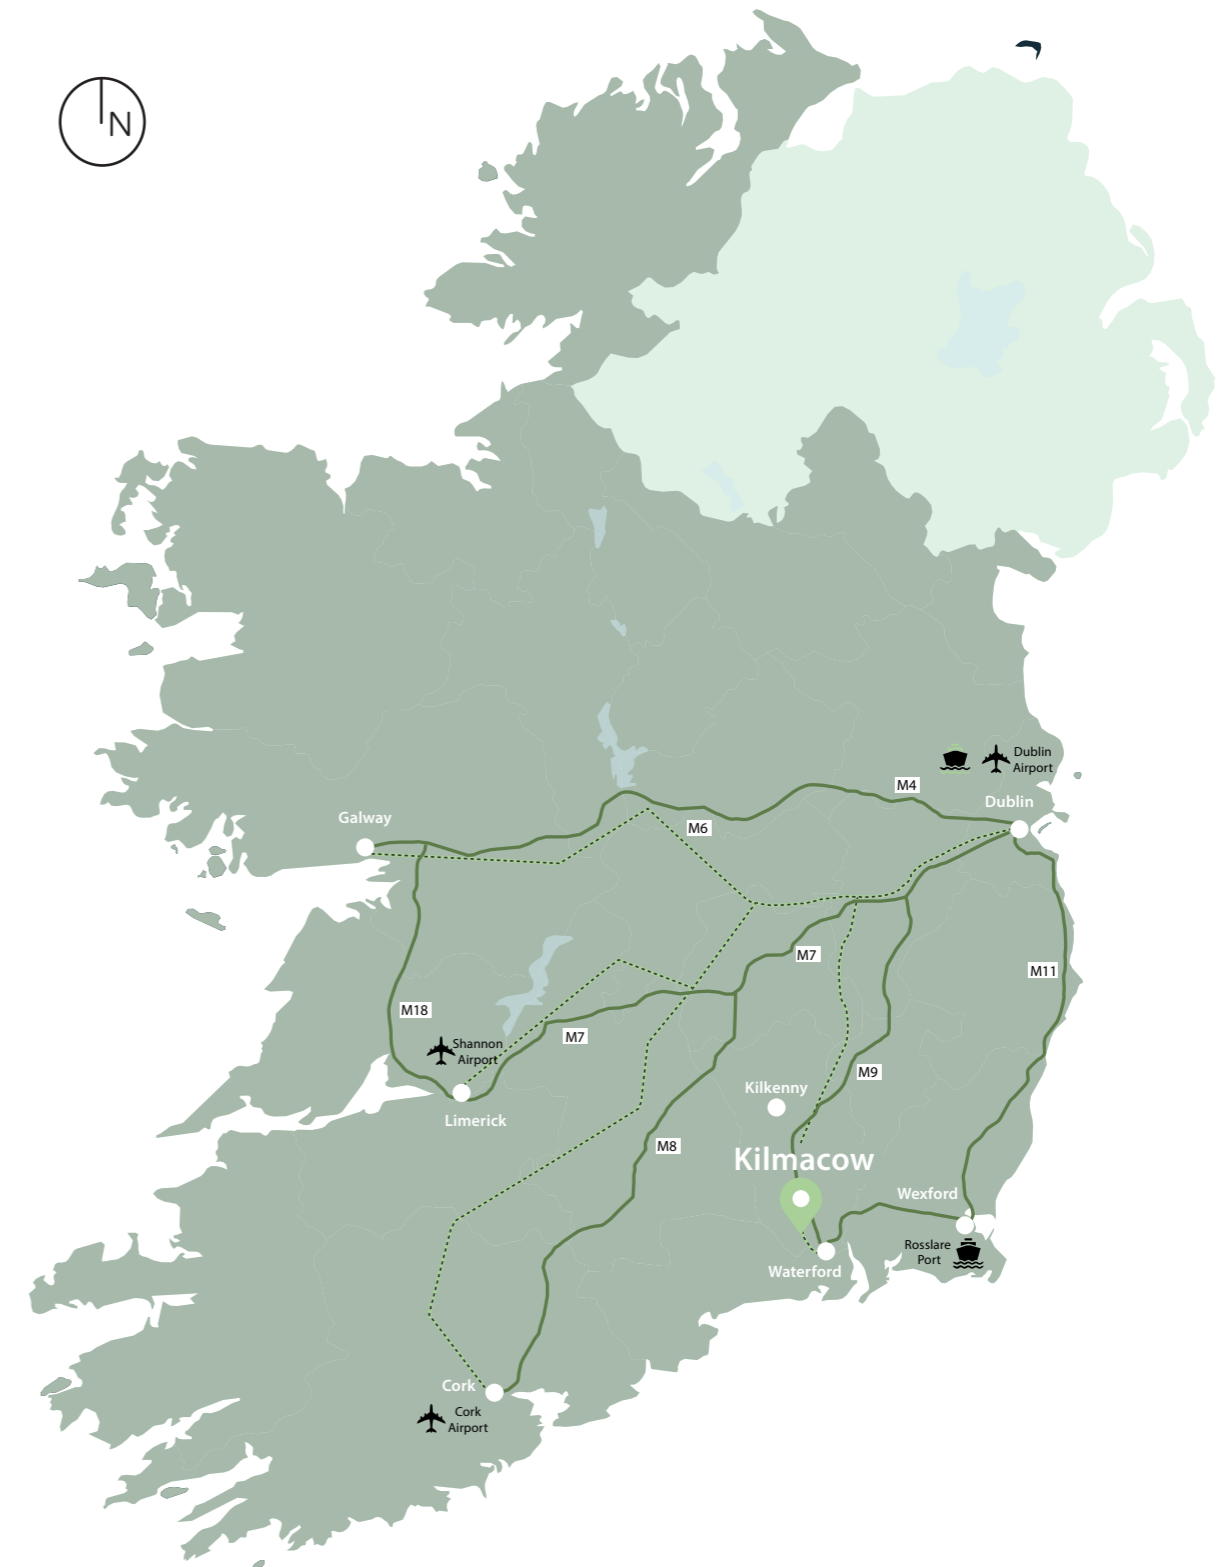 N
Dublin
Airport
M4
Dublin
Galway
M6
M7
M11
M18
Shannon
Airport
M7
M9
Kilkenny
Limerick
M8
Kilmacow
Wexford
Rosslare
Port
Waterford
Cork
Cork
Airport